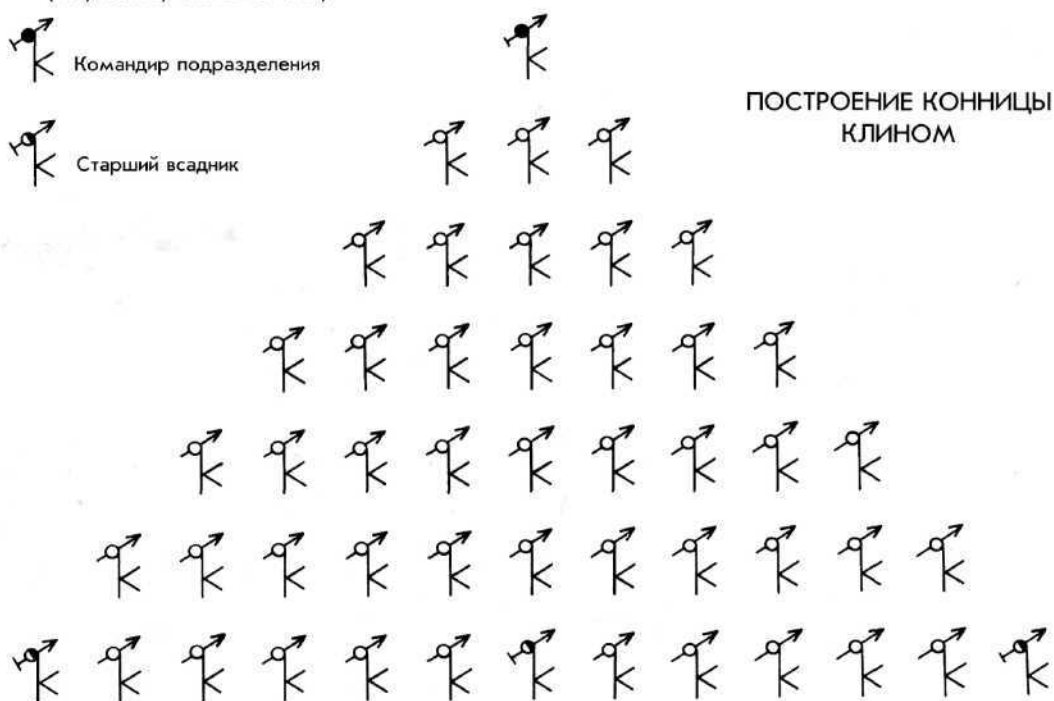 Командир подразделения
ПОСТРОЕНИЕ КОННИЦЫ
КЛИНОМ
Старший всадник